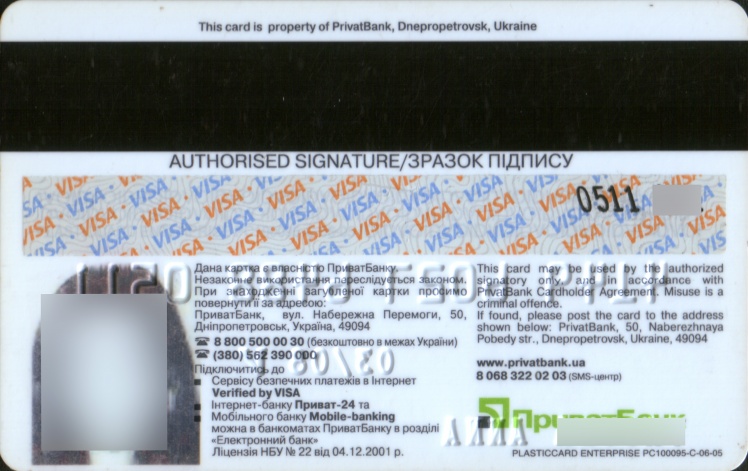 This card is property of PrivatBank, Dnepropetrovsk, Ukraine
AUTHORISED SIGNATURE/ЗРАЗОК ПІДПИСУ
VISA
0511
Дана картка є власністю ПриватБанку.
Незаконне використання переслідується законом.
При знаходженні загубленої картки просимо
повернути її за адресою:
ПриватБанк, вул. Набережна Перемоги, 50,
Дніпропетровськ, Україна, 49094
8 800 500 00 30 (безкоштовно в межах України)
(380) 562 390 000
Підключитись до
Сервісу безпечних платежів в Інтернет
Verified by VISA
Інтернет-банку Приват-24 та
Мобільного банку Mobile-banking
можна в банкоматах ПриватБанку в розділі
«Електронний банк»
Ліцензія НБУ № 22 від 04.12.2001 р.
This card may be used by the authorized
signatory only, and in accordance with
PrivatBank Cardholder Agreement. Misuse is a
criminal offence.
If found, please post the card to the address
shown below: PrivatBank, 50, Naberezhnaya
Pobedy str., Dnepropetrovsk, Ukraine, 49094
www.privatbank.ua
8 068 322 02 03 (SMS-центр)
ПриватБанк
PLASTICCARD ENTERPRISE PC100095-C-06-05